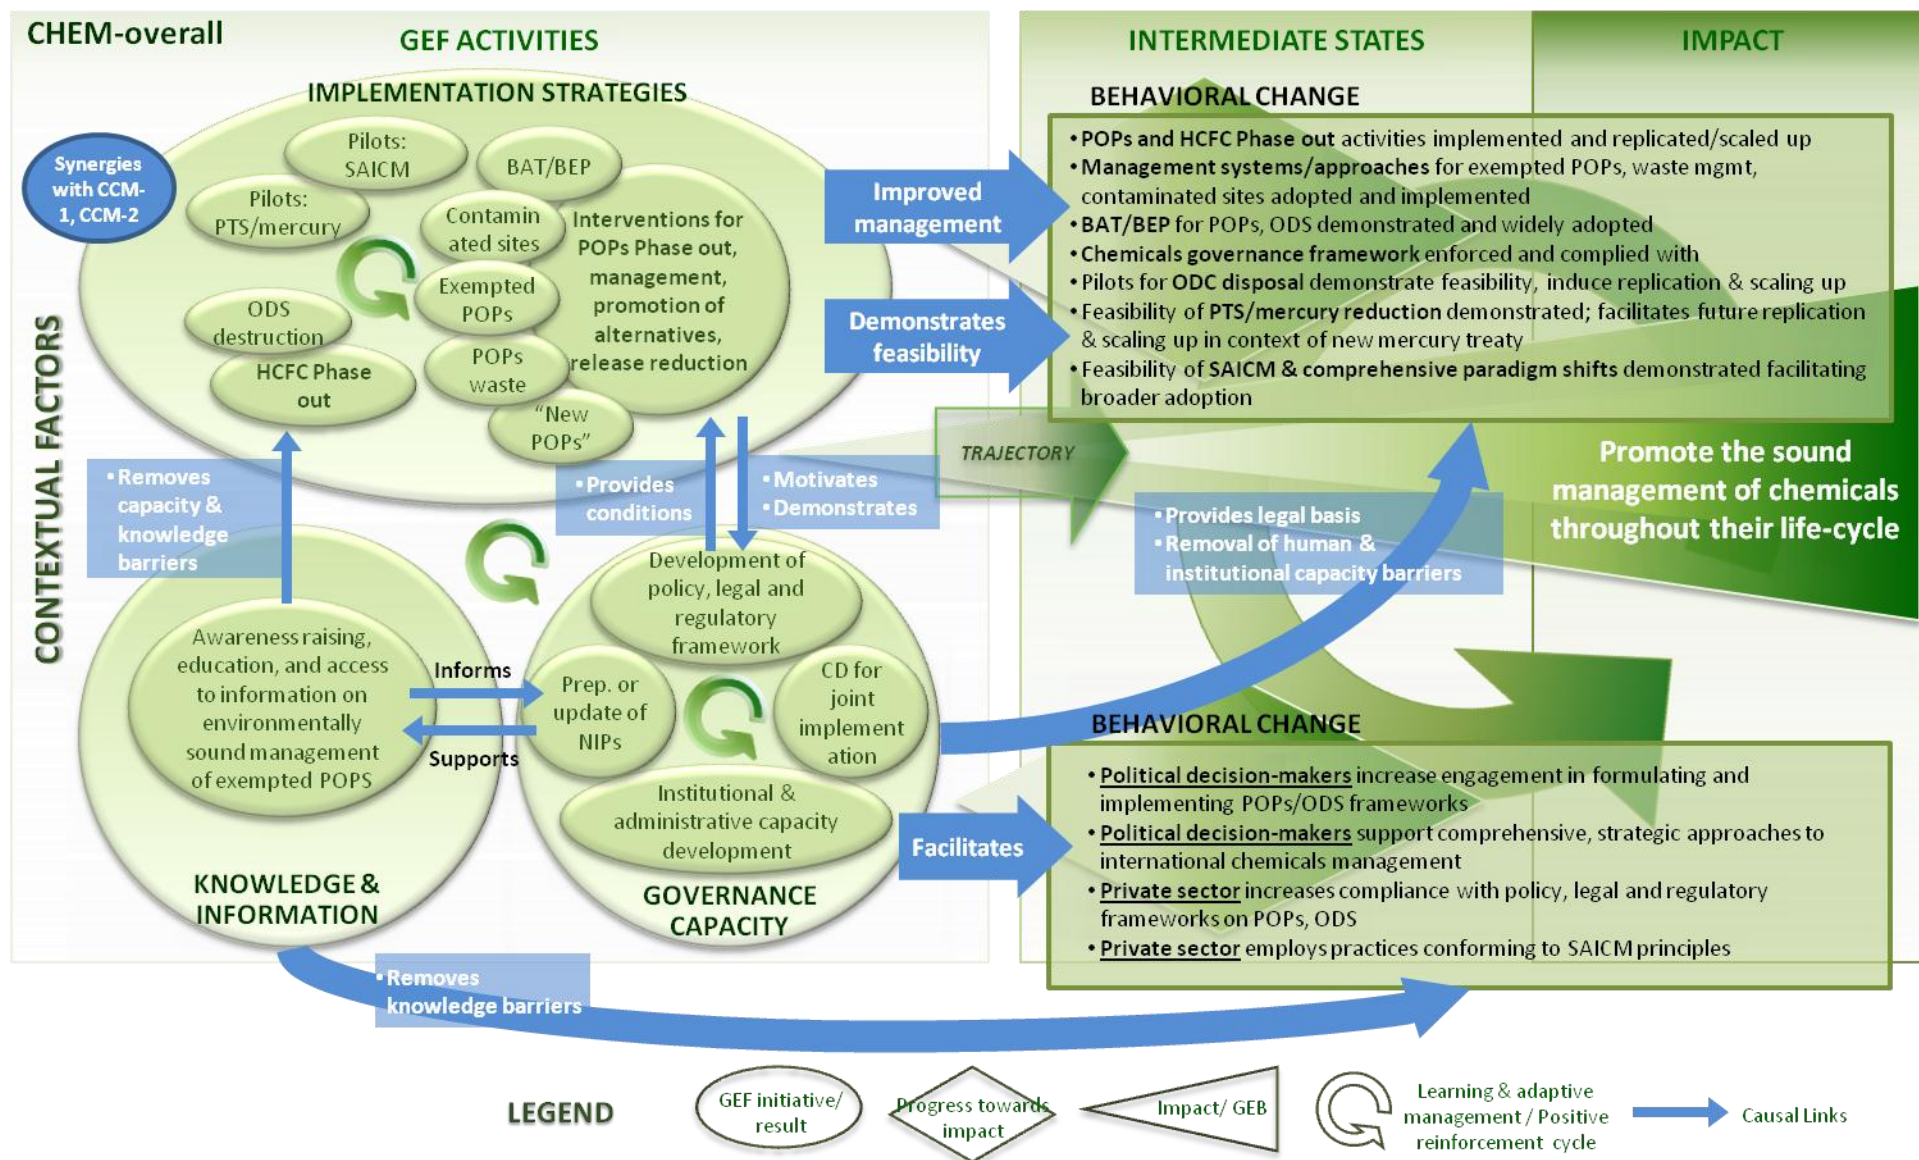 CHEM-overall
GEF ACTIVITIES
INTERMEDIATE STATES
IMPACT
CONTEXTUAL FACTORS
IMPLEMENTATION STRATEGIES
Synergies
with CCM-
1, CCM-2
Pilots:
SAICM
BAT/BEP
Pilots:
PTS/mercury
Contamin
ated sites
Exempted
POPs
POPs
waste
"New
POPs"
ODS
destruction
HCFC Phase
out
Interventions for
POPs Phase out,
management,
promotion of
alternatives,
release reduction
Improved
management
Demonstrates
feasibility
BEHAVIORAL CHANGE
• POPs and HCFC Phase out activities implemented and replicated/scaled up
• Management systems/approaches for exempted POPs, waste mgmt,
contaminated sites adopted and implemented
• BAT/BEP for POPs, ODS demonstrated and widely adopted
• Chemicals governance framework enforced and complied with
• Pilots for ODC disposal demonstrate feasibility, induce replication & scaling up
• Feasibility of PTS/mercury reduction demonstrated; facilitates future replication
& scaling up in context of new mercury treaty
• Feasibility of SAICM & comprehensive paradigm shifts demonstrated facilitating
broader adoption
TRAJECTORY
Promote the sound
management of chemicals
throughout their life-cycle
• Removes
capacity &
knowledge
barriers
• Provides
conditions
• Motivates
• Demonstrates
• Provides legal basis
• Removal of human &
institutional capacity barriers
Awareness raising,
education, and access
to information on
environmentally
sound management
of exempted POPS
KNOWLEDGE &
INFORMATION
Informs
Supports
Development of
policy, legal and
regulatory
framework
Prep. or
update of
NIPs
CD for
joint
implement
ation
Institutional &
administrative capacity
development
GOVERNANCE
CAPACITY
Facilitates
BEHAVIORAL CHANGE
• Political decision-makers increase engagement in formulating and
implementing POPs/ODS frameworks
• Political decision-makers support comprehensive, strategic approaches to
international chemicals management
• Private sector increases compliance with policy, legal and regulatory
frameworks on POPs, ODS
• Private sector employs practices conforming to SAICM principles
• Removes
knowledge barriers
LEGEND
GEF initiative/
result
Progress towards
impact
Impact/ GEB
Learning & adaptive
management / Positive
reinforcement cycle
Causal Links